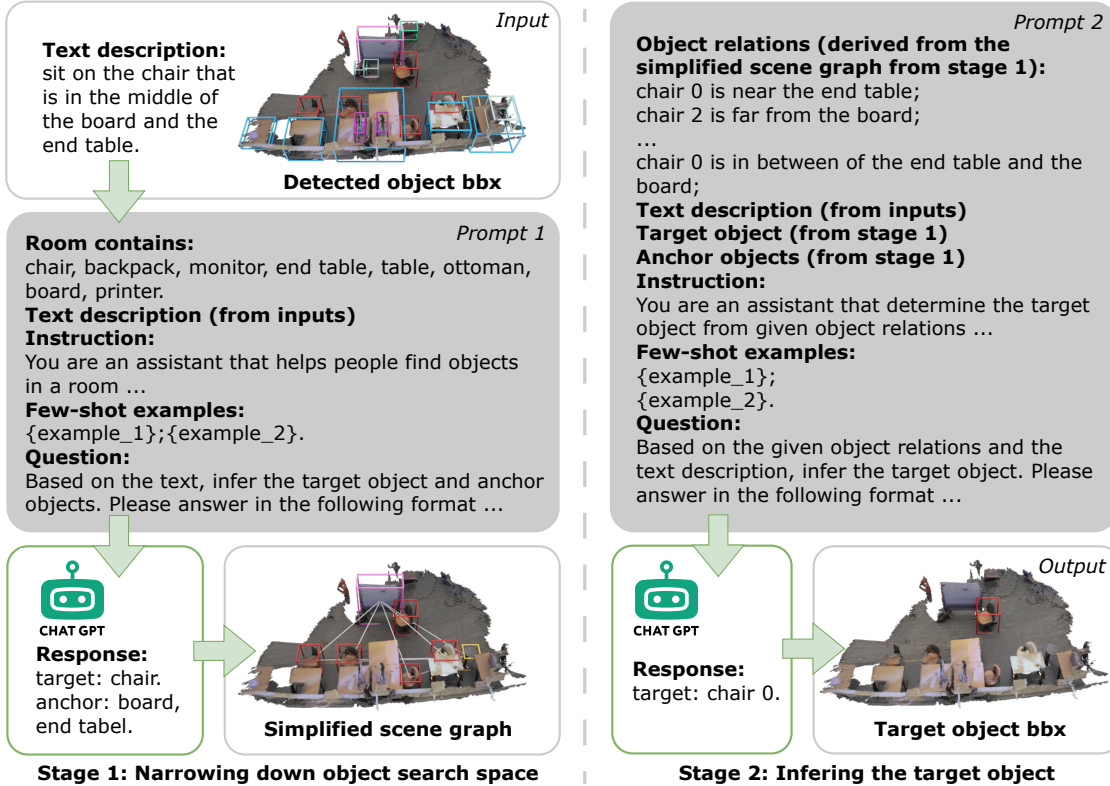 Input
Text description:
sit on the chair that
is in the middle of
the board and the
end table.
Detected object bbx
Prompt 1
Room contains:
chair, backpack, monitor, end table, table, ottoman,
board, printer.
Text description (from inputs)
Instruction:
You are an assistant that helps people find objects
in a room ...
Few-shot examples:
{example_1};{example_2}.
Question:
Based on the text, infer the target object and anchor
objects. Please answer in the following format ...
CHAT GPT
Response:
target: chair.
anchor: board,
end tabel.
Simplified scene graph
Stage 1: Narrowing down object search space
Prompt 2
Object relations (derived from the
simplified scene graph from stage 1):
chair 0 is near the end table;
chair 2 is far from the board;
...
chair 0 is in between of the end table and the
board;
Text description (from inputs)
Target object (from stage 1)
Anchor objects (from stage 1)
Instruction:
You are an assistant that determine the target
object from given object relations ...
Few-shot examples:
{example_1};
{example_2}.
Question:
Based on the given object relations and the
text description, infer the target object. Please
answer in the following format ...
CHAT GPT
Response:
target: chair 0.
Output
Target object bbx
Stage 2: Infering the target object